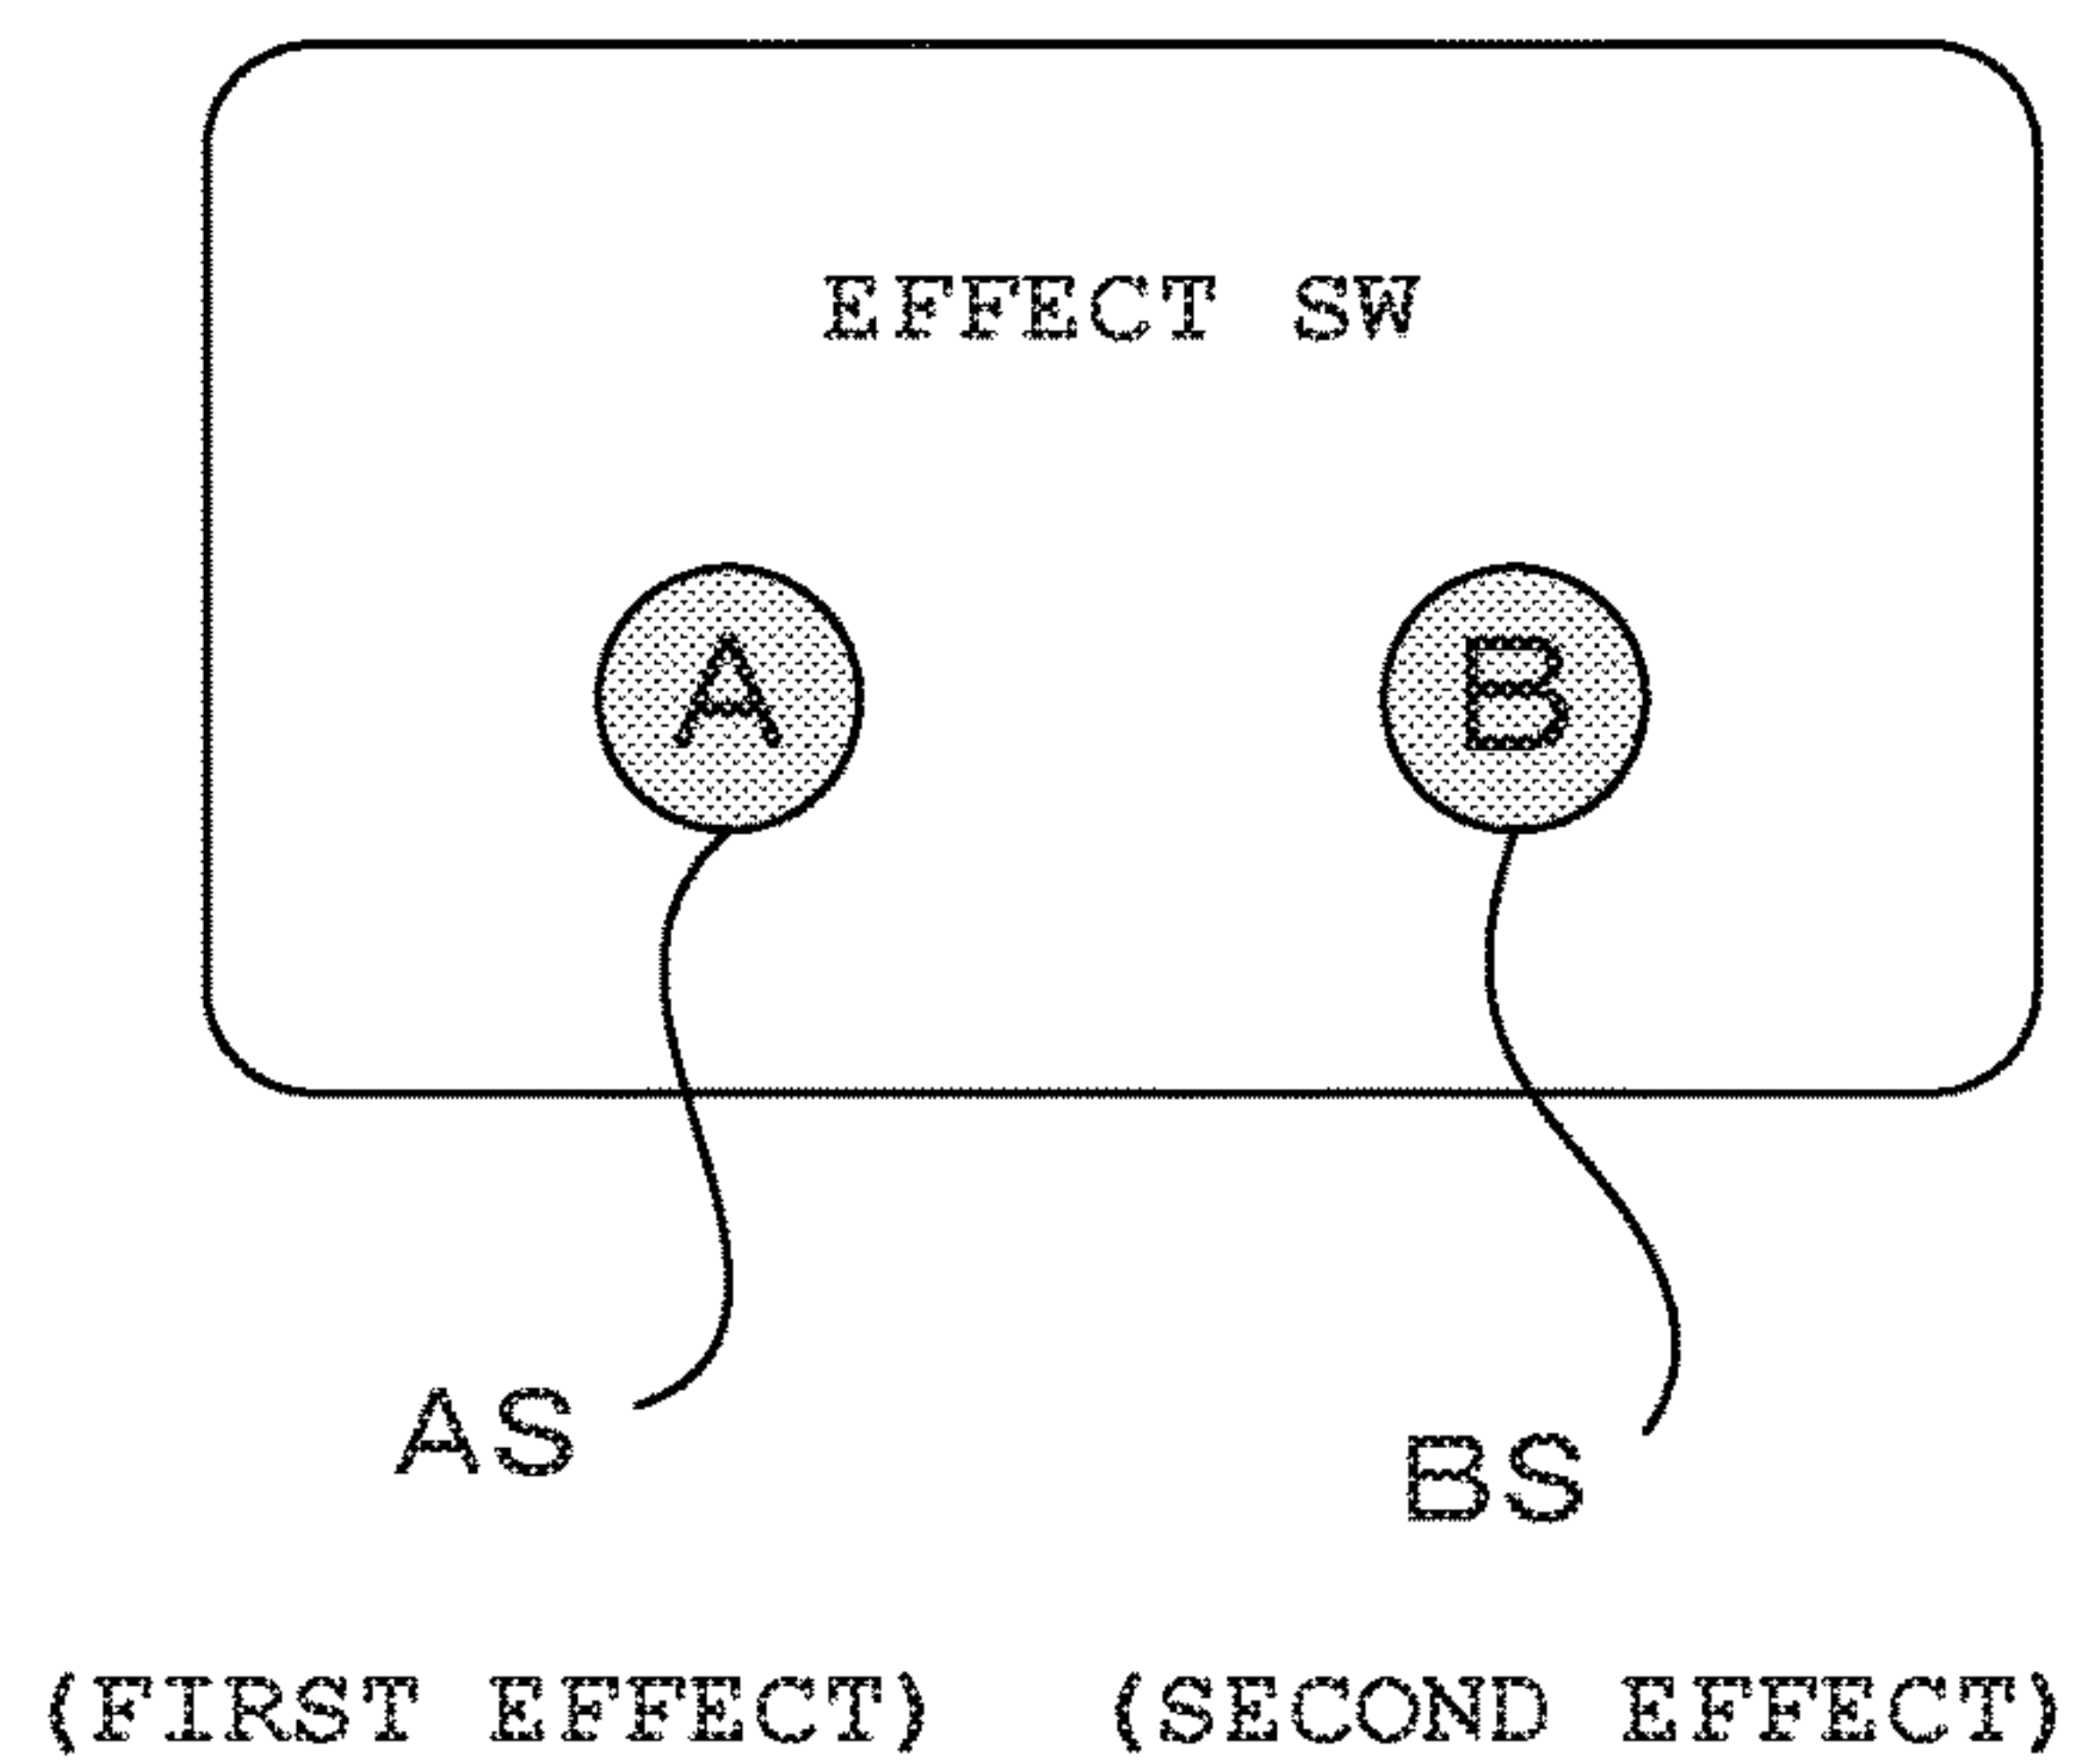 EFFECT SW
A B
AS
BS
(FIRST EFFECT) (SECOND EFFECT)